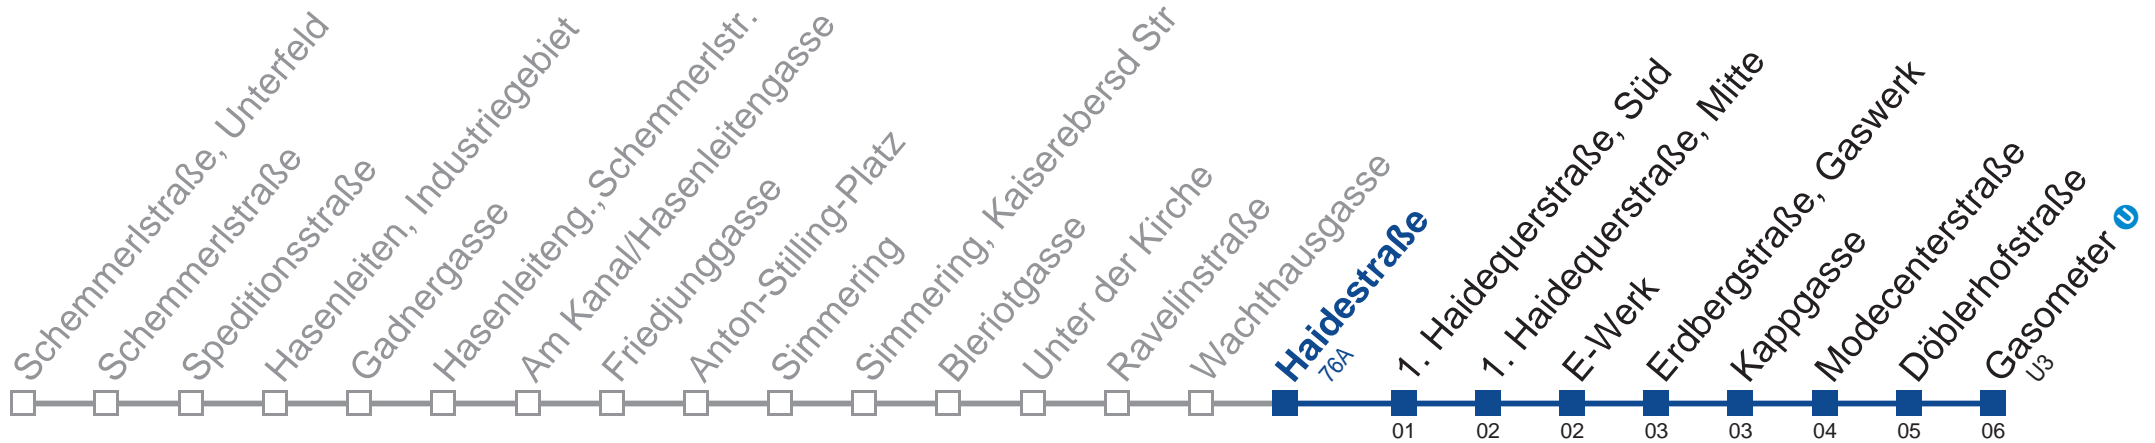 Schemmerlstraße, Unterfeld
Schemmerlstraße
Speditionsstraße
Hasenleiten, Industriegebiet
Gadnergasse
Hasenleiteng.,Schemmerlstr.
Am Kanal/Hasenleitengasse
Friedjunggasse
Anton-Stilling-Platz
Simmering
Simmering, Kaiserebersd Str
Bleriotgasse
Unter der Kirche
Ravelinstraße
Wachthausgasse
Haidestraße
76A
1. Haidequerstraße, Süd
1. Haidequerstraße, Mitte
E-Werk
Erdbergstraße, Gaswerk
Kappgasse
Modecenterstraße
Döblerhofstraße
Gasometer U
U3
01 02 02 03 03 04 05 06